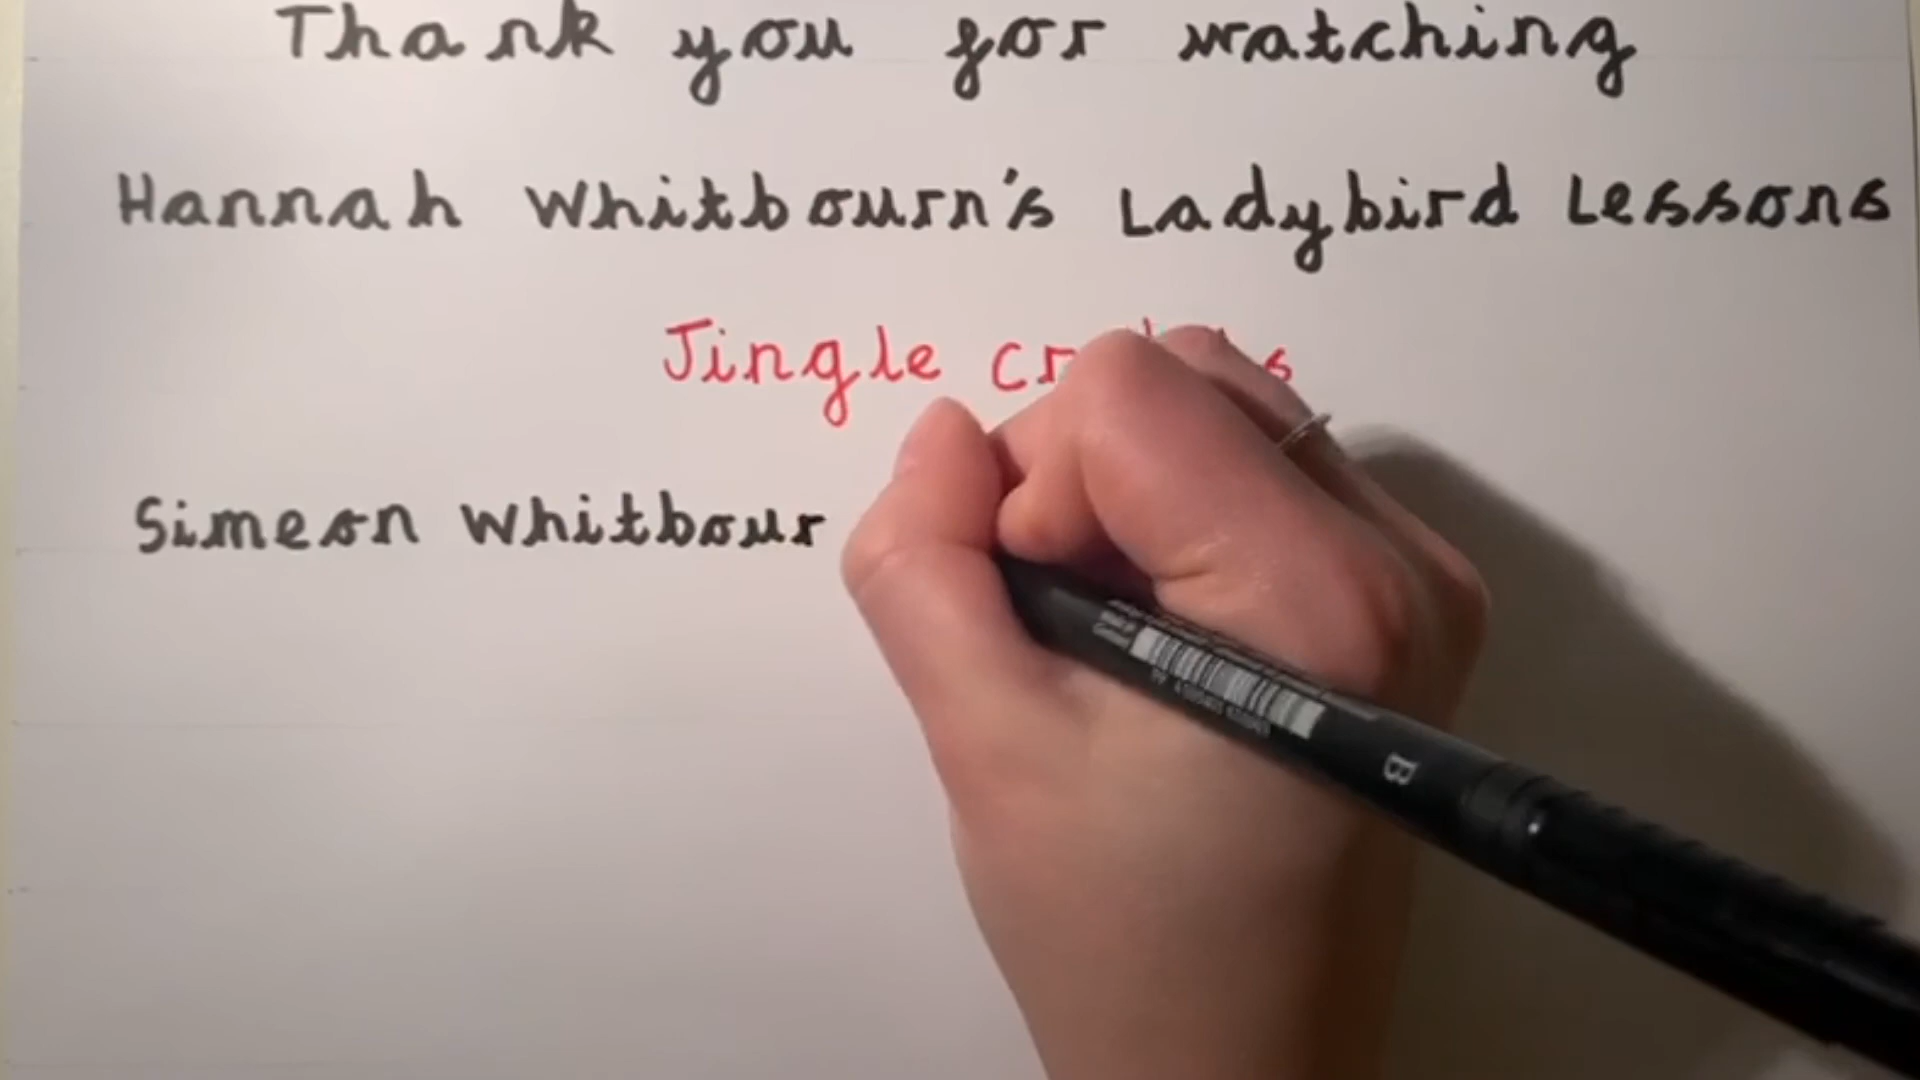 Thank you for watching
Hannah Whitbourn's Ladybird Lessons
Jingle
Simeon Whitbour
B